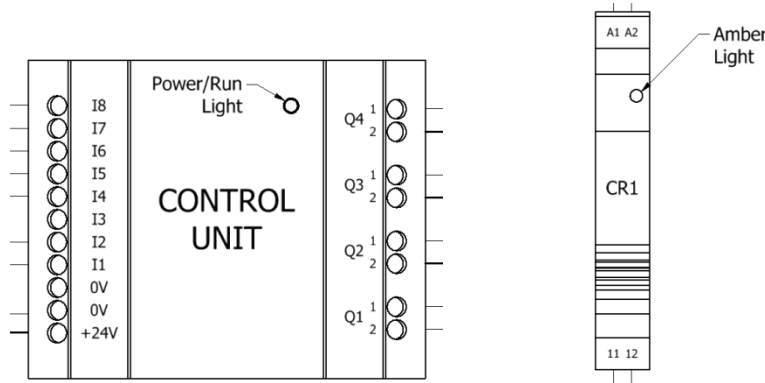 Power/Run
Light
I8
I7
I6
I5
I4
I3
I2
I1
0V
0V
+24V
CONTROL
UNIT
Q4 1
2
Q3 1
2
Q2 1
2
Q1 1
2
A1 A2
Amber
Light
CR1
11 12